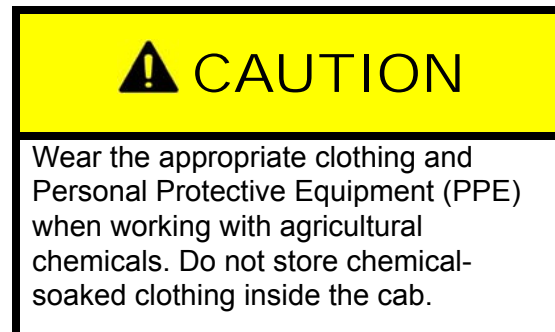 CAUTION
Wear the appropriate clothing and
Personal Protective Equipment (PPE)
when working with agricultural
chemicals. Do not store chemical-
soaked clothing inside the cab.